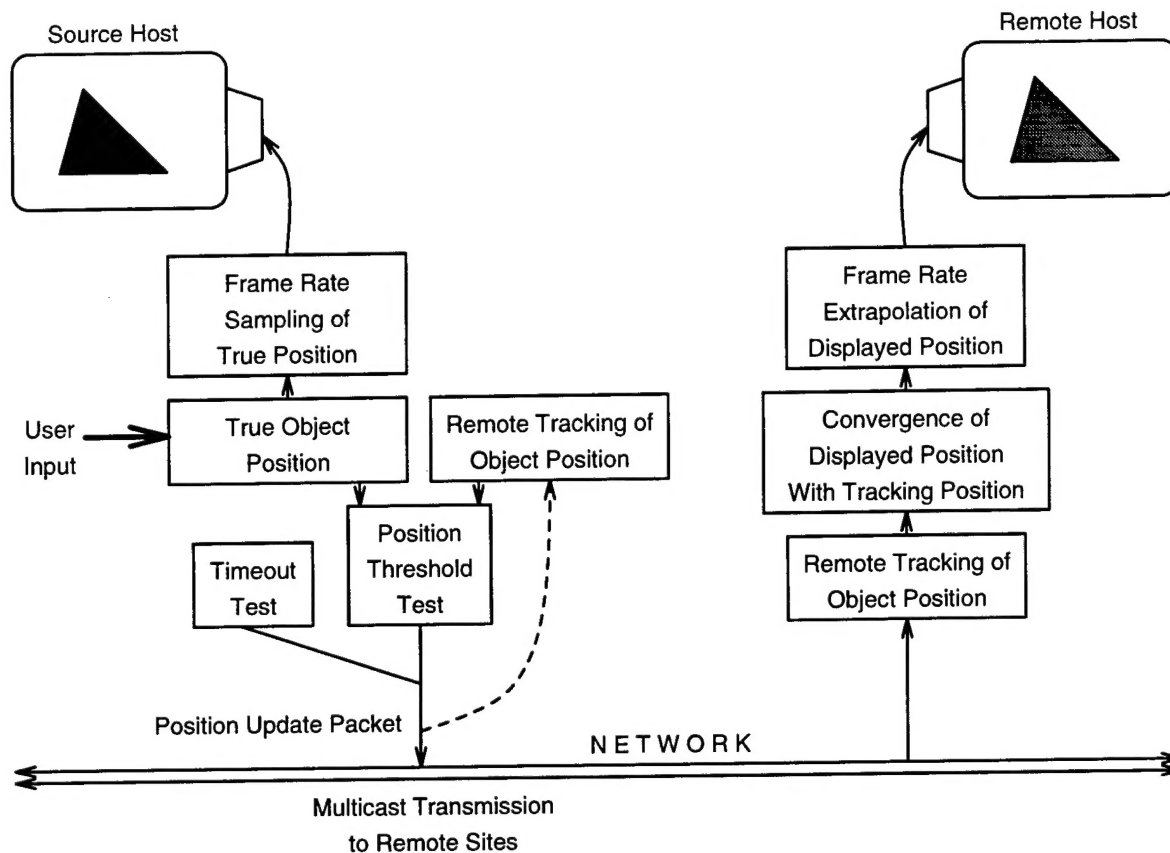 Source Host
Remote Host
Frame Rate
Sampling of
True Position
Frame Rate
Extrapolation of
Displayed Position
User
Input
True Object
Position
Remote Tracking of
Object Position
Convergence of
Displayed Position
With Tracking Position
Timeout
Test
Position
Threshold
Test
Remote Tracking of
Object Position
Position Update Packet
NETWORK
Multicast Transmission
to Remote Sites